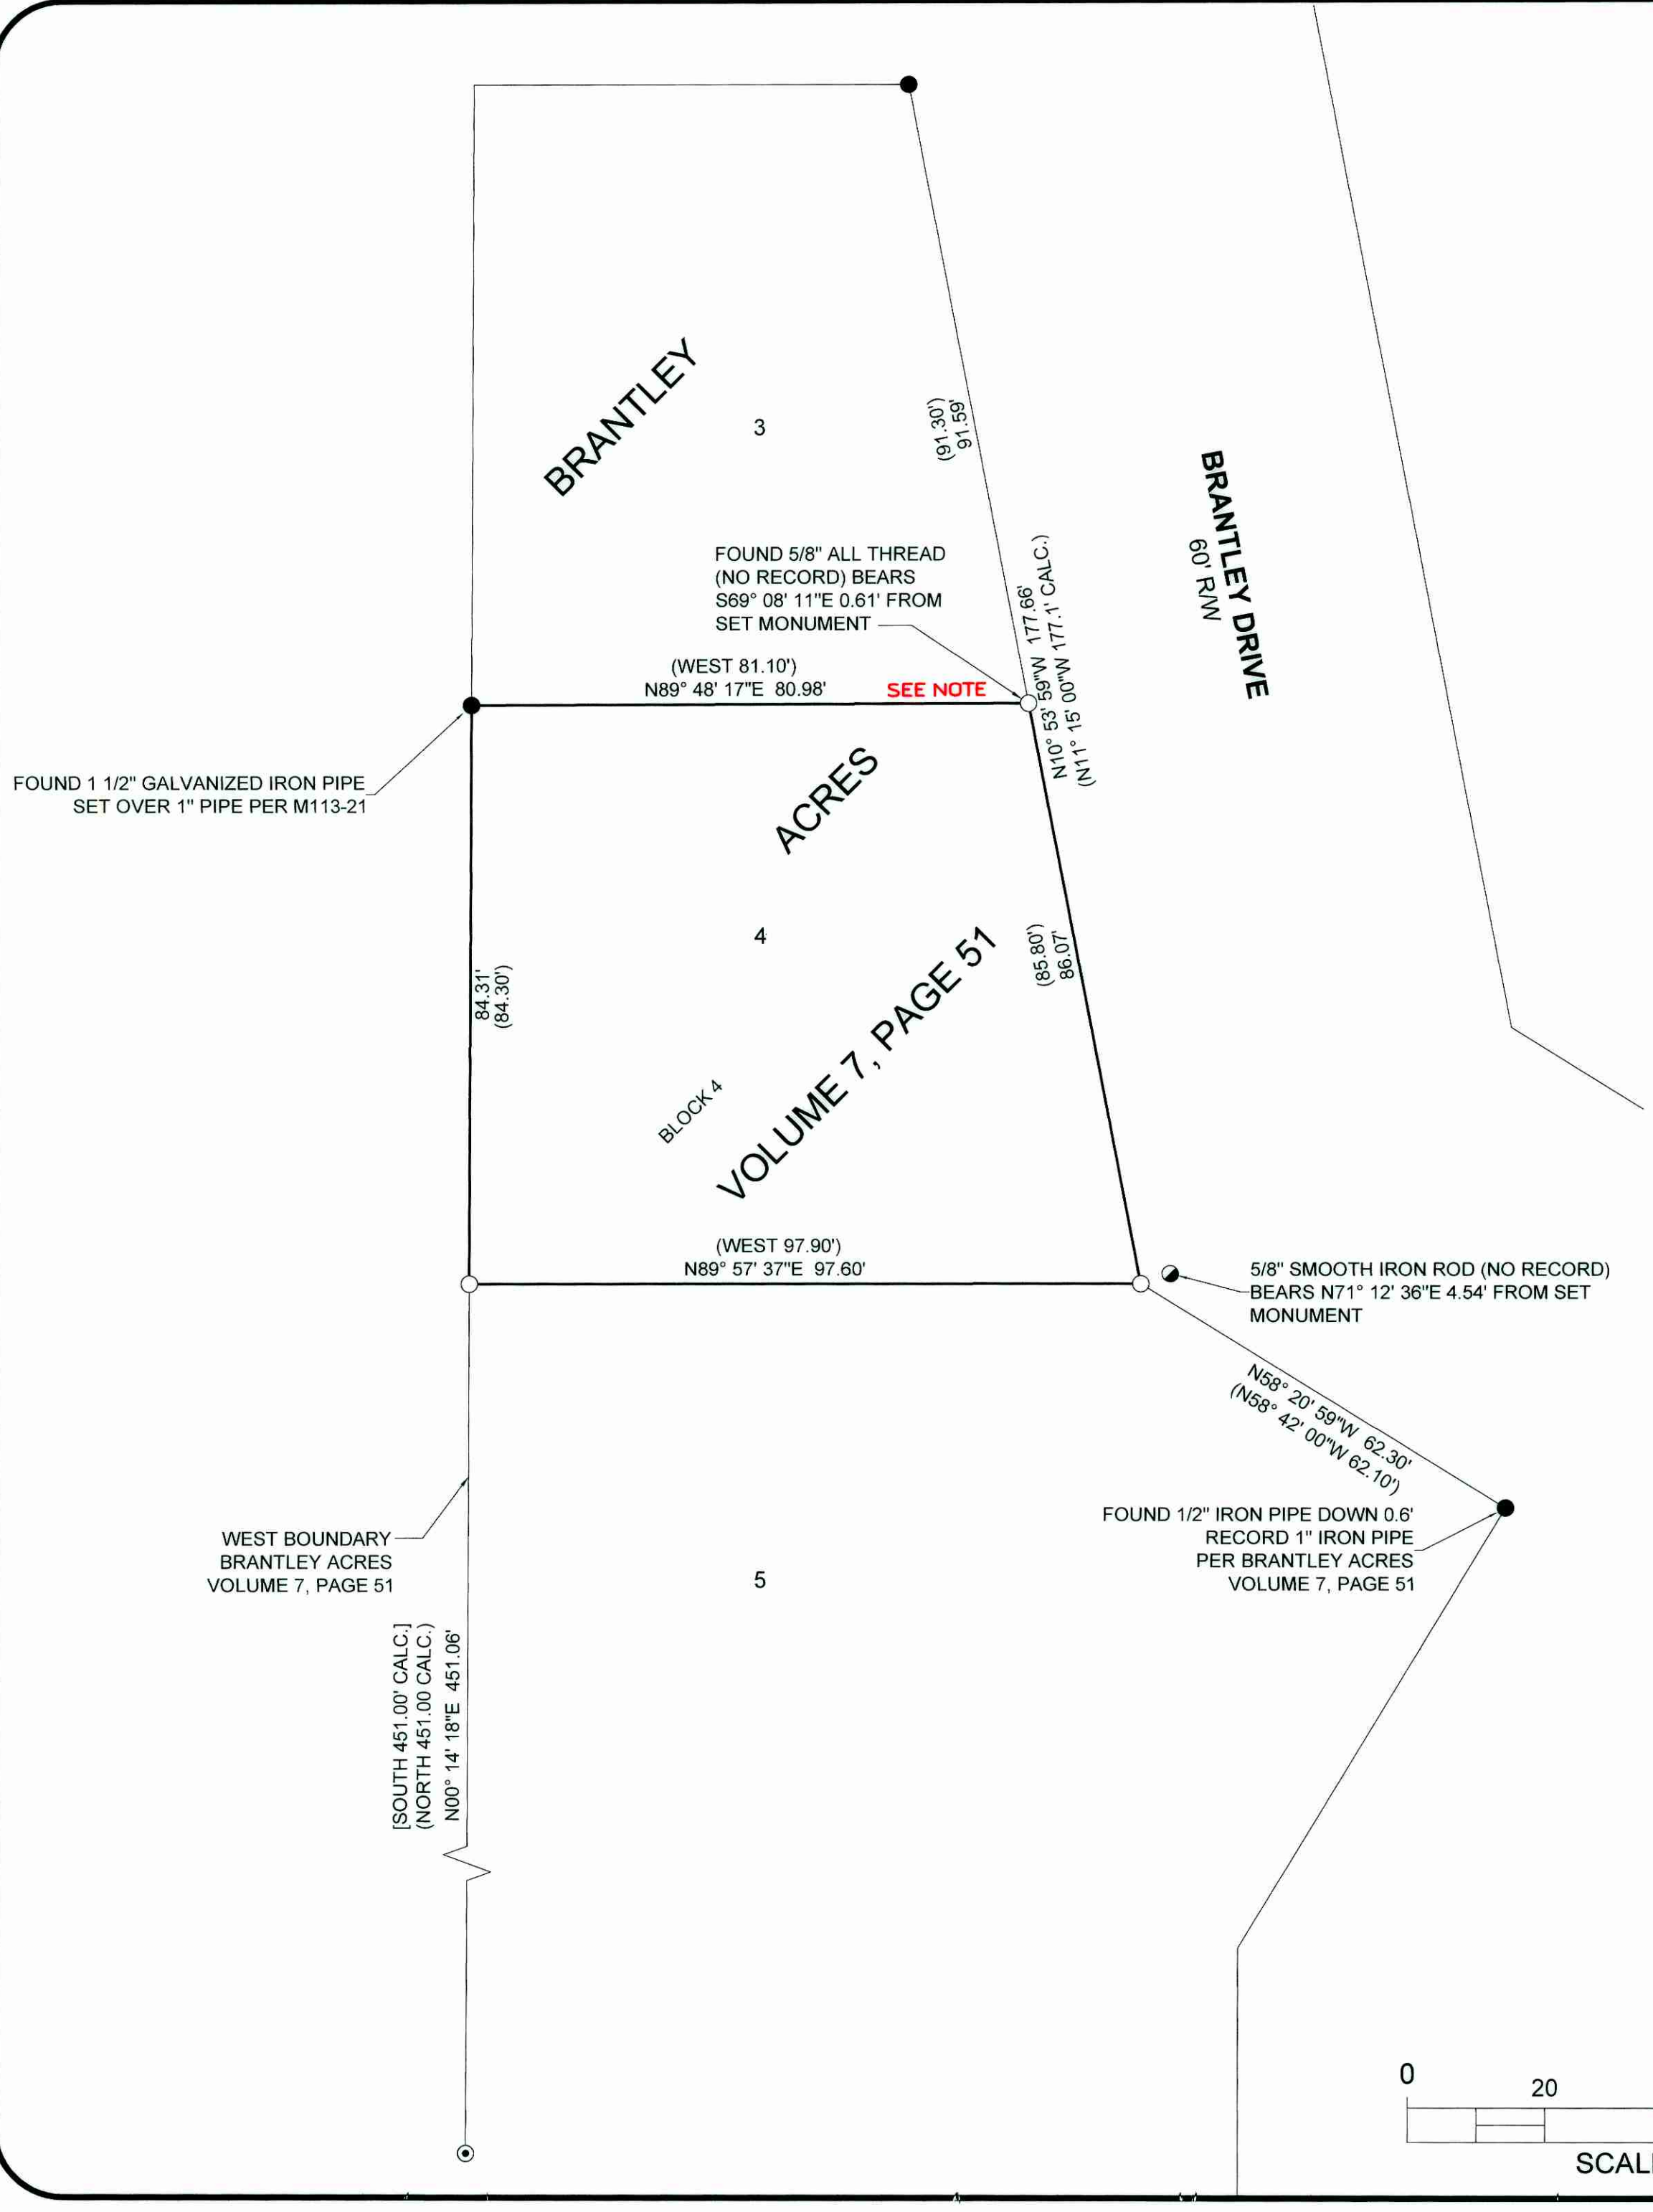 BRANTLEY
3
(91.30')
91.59'
BRANTLEY DRIVE
60' R/W
FOUND 5/8" ALL THREAD
(NO RECORD) BEARS
S69° 08' 11"E 0.61' FROM
SET MONUMENT
N10° 53' 59"W 177.66'
(N11° 15' 00"W 177.1' CALC.)
(WEST 81.10')
N89° 48' 17"E 80.98'
SEE NOTE
FOUND 1 1/2" GALVANIZED IRON PIPE
SET OVER 1" PIPE PER M113-21
ACRES
4
84.31'
(84.30')
(85.80')
86.07'
VOLUME 7, PAGE 51
BLOCK 4
(WEST 97.90')
N89° 57' 37"E 97.60'
5/8" SMOOTH IRON ROD (NO RECORD)
BEARS N71° 12' 36"E 4.54' FROM SET
MONUMENT
N58° 20' 59"W 62.30'
(N58° 42' 00"W 62.10')
FOUND 1/2" IRON PIPE DOWN 0.6'
RECORD 1" IRON PIPE
PER BRANTLEY ACRES
VOLUME 7, PAGE 51
WEST BOUNDARY
BRANTLEY ACRES
VOLUME 7, PAGE 51
5
[SOUTH 451.00' CALC.]
(NORTH 451.00 CALC.)
N00° 14' 18"E 451.06'
0
20
SCAL